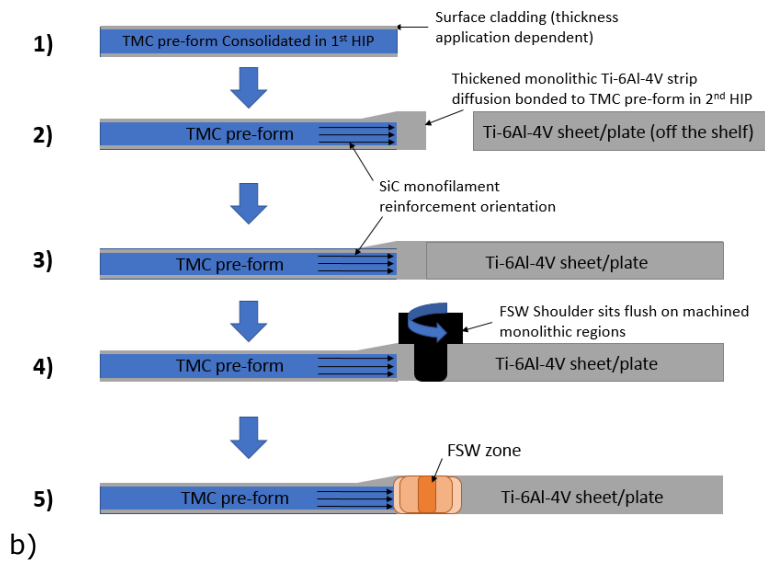 Surface cladding (thickness
application dependent)
1)
TMC pre-form Consolidated in 1st HIP
Thickened monolithic Ti-6Al-4V strip
diffusion bonded to TMC pre-form in 2nd HIP
2)
TMC pre-form
Ti-6Al-4V sheet/plate (off the shelf)
SiC monofilament
reinforcement orientation
3)
TMC pre-form
Ti-6Al-4V sheet/plate
FSW Shoulder sits flush on machined
monolithic regions
4)
TMC pre-form
Ti-6Al-4V sheet/plate
FSW zone
5)
TMC pre-form
Ti-6Al-4V sheet/plate
b)